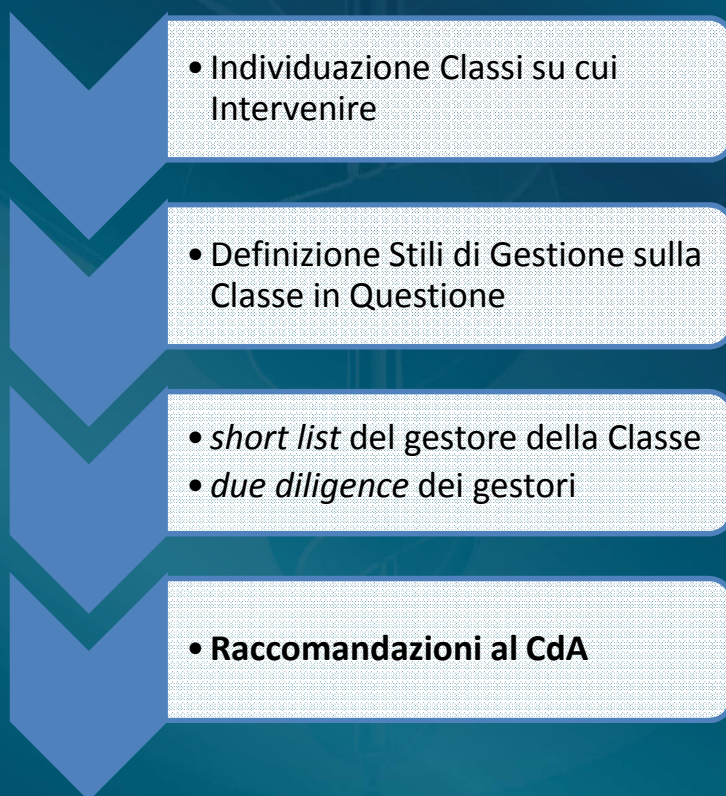 • Individuazione Classi su cui
Intervenire
• Definizione Stili di Gestione sulla
Classe in Questione
• short list del gestore della Classe
• due diligence dei gestori
• Raccomandazioni al CdA